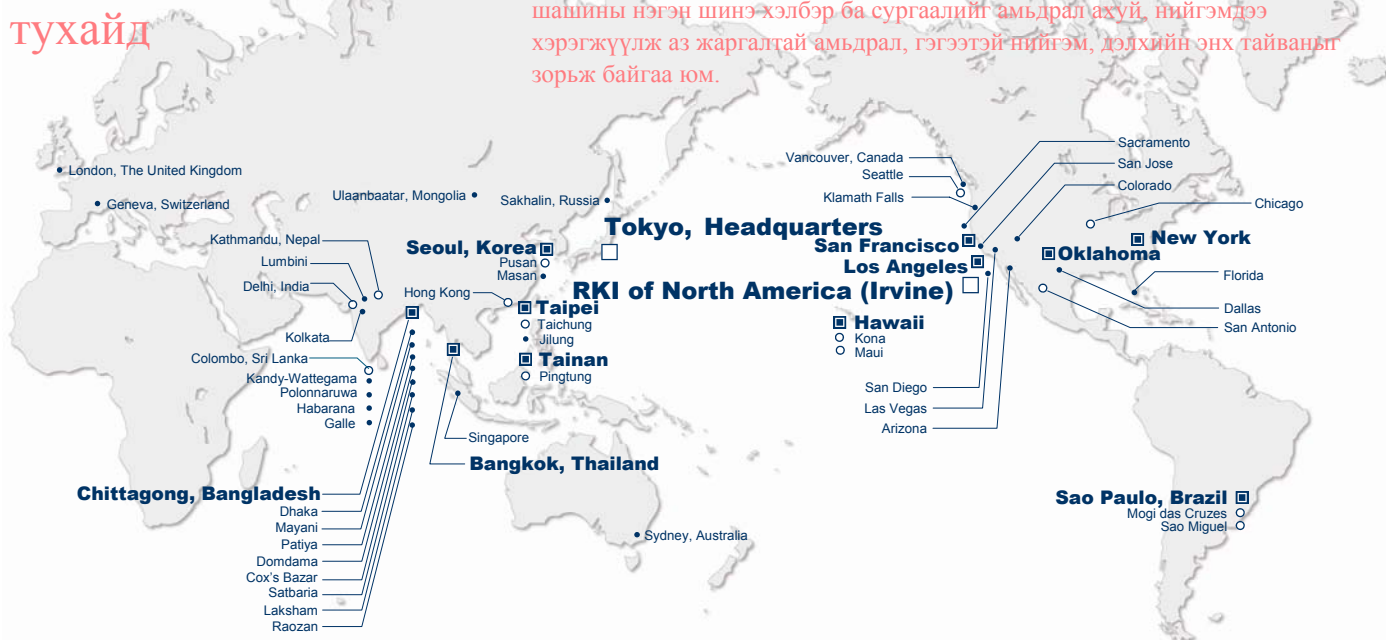 тухайд
шашины нэгэн шинэ хэлбэр ба сургаалийг амьдрал ахуй, нийгэмдээ
хэрэгжүүлж аз жаргалтай амьдрал, гэгээтэй нийгэм, дэлхийн энх тайваныг
зорьж байгаа юм.
London, The United Kingdom
Geneva, Switzerland
Ulaanbaatar, Mongolia
Sakhalin, Russia
Vancouver, Canada
Seattle
Klamath Falls
Sacramento
San Jose
Colorado
Chicago
Tokyo, Headquarters
Kathmandu, Nepal
Lumbini
Delhi, India
Seoul, Korea
Pusan
Masan
San Francisco
Los Angeles
New York
Oklahoma
Florida
Dallas
San Antonio
Hong Kong
RKI of North America (Irvine)
Taipei
Taichung
Jilung
Tainan
Pingtung
Hawaii
Kona
Maui
Kolkata
Colombo, Sri Lanka
Kandy-Wattegama
Polonnaruwa
Habarana
Galle
San Diego
Las Vegas
Arizona
Singapore
Bangkok, Thailand
Chittagong, Bangladesh
Dhaka
Mayani
Patiya
Domdama
Cox's Bazar
Satbaria
Laksham
Raozan
Sydney, Australia
Sao Paulo, Brazil
Mogi das Cruzes
Sao Miguel